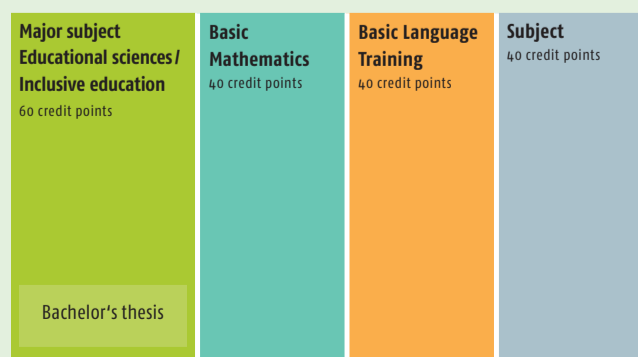 Major subject
Educational sciences/
Inclusive education
60 credit points
Bachelor‘s thesis
Basic
Mathematics
40 credit points
Basic Language
Training
40 credit points
Subject
40 credit points